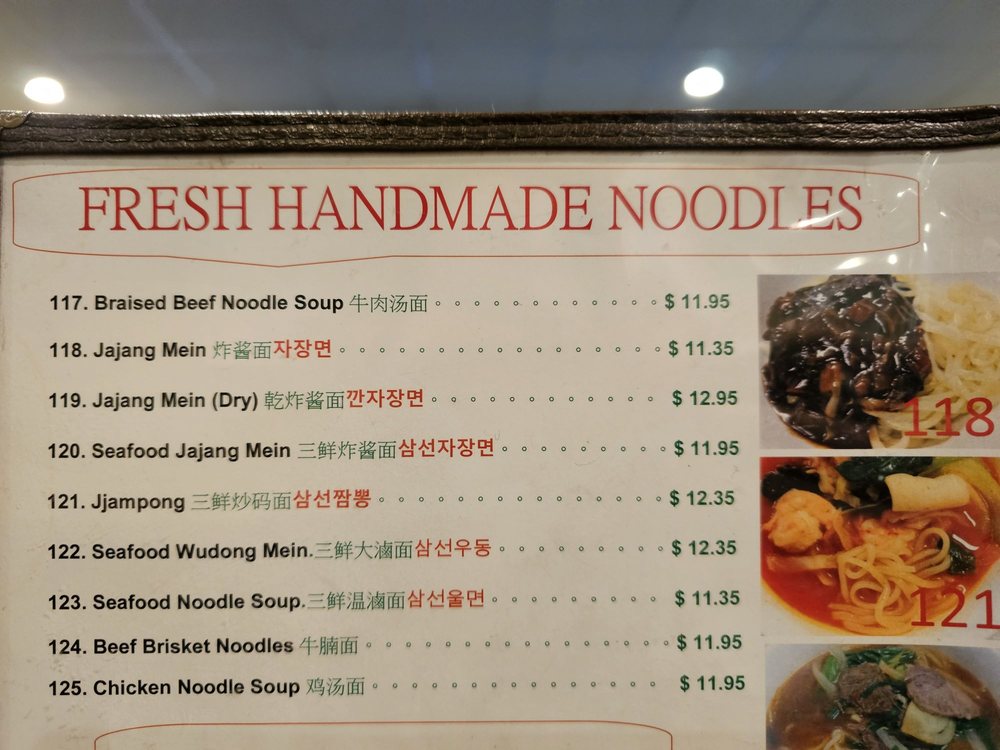 FRESH HANDMADE NOODLES
117. Braised Beef Noodle Soup 牛肉汤面。。。。。。。。。。。。$ 11.95
118. Jajang Mein 炸酱面자장면。。。。。。。。。。。。。。。。。$ 11.35
119. Jajang Mein (Dry) 乾炸酱面깐자장면。。。。。。。。。。。。 $ 12.95
120. Seafood Jajang Mein 三鲜炸酱面삼선자장면。。。。。。。。。$ 11.95
121. Jjampong 三鲜炒码面삼선짬뽕。。。。。。。。。。。。。。。$ 12.35
122. Seafood Wudong Mein.三鲜大滷面삼선우동。。。。。。。。。$ 12.35
123. Seafood Noodle Soup.三鲜温滷面삼선울면。。。。。。。。。 $ 11.35
124. Beef Brisket Noodles 牛腩面。。。。。。。。。。。。。。。。$ 11.95
125. Chicken Noodle Soup 鸡汤面。。。。。。。。。。。。。。。 $ 11.95
118
121